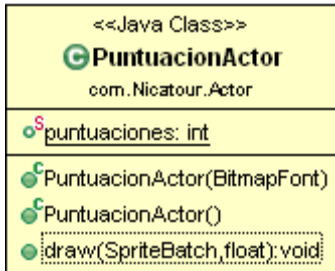 <<Java Class>>
C PuntuacionActor
com.Nicatour.Actor
S puntuaciones: int
C PuntuacionActor(BitmapFont)
C PuntuacionActor()
draw(SpriteBatch,float):void